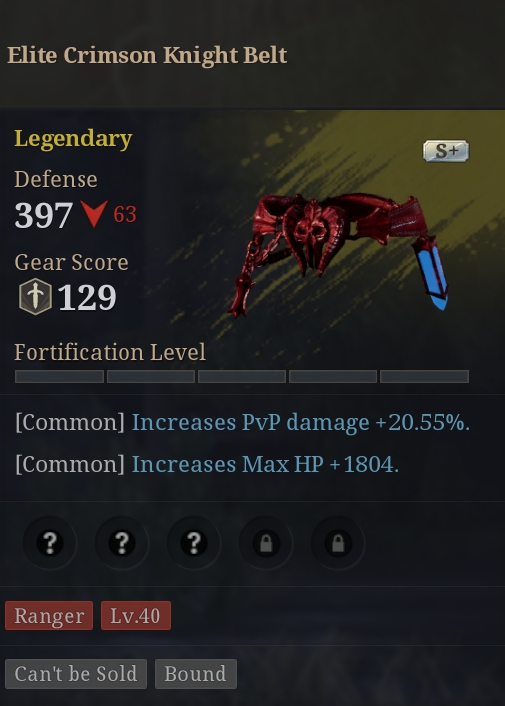 Elite Crimson Knight Belt
Legendary
S+
Defense
397 63
Gear Score
129
Fortification Level
[Common] Increases PvP damage +20.55%.
[Common] Increases Max HP +1804.
? ? ?
Ranger Lv.40
Can't be Sold Bound